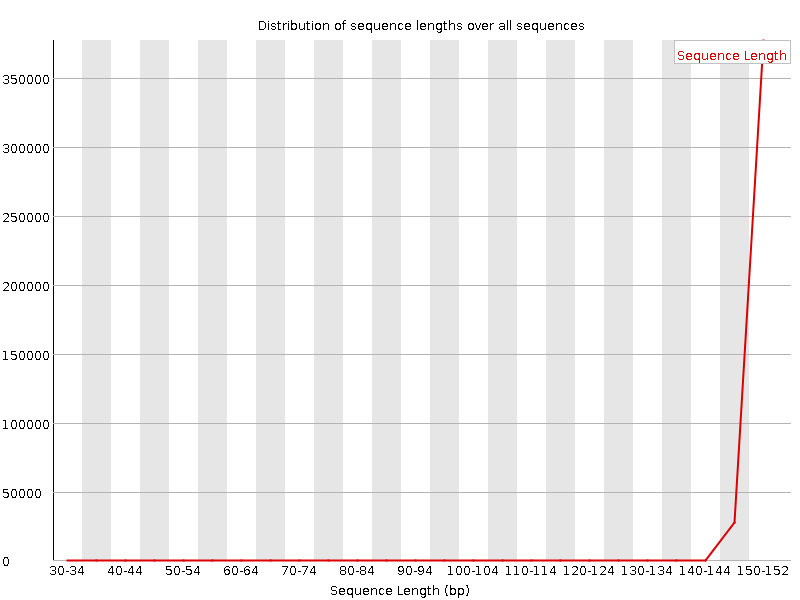 Distribution of sequence lengths over all sequences
Sequence Length
350000
300000
250000
200000
150000
100000
50000
0
30-34 40-44 50-54 60-64 70-74 80-84 90-94 100-104 110-114 120-124 130-134 140-144 150-152
Sequence Length (bp)